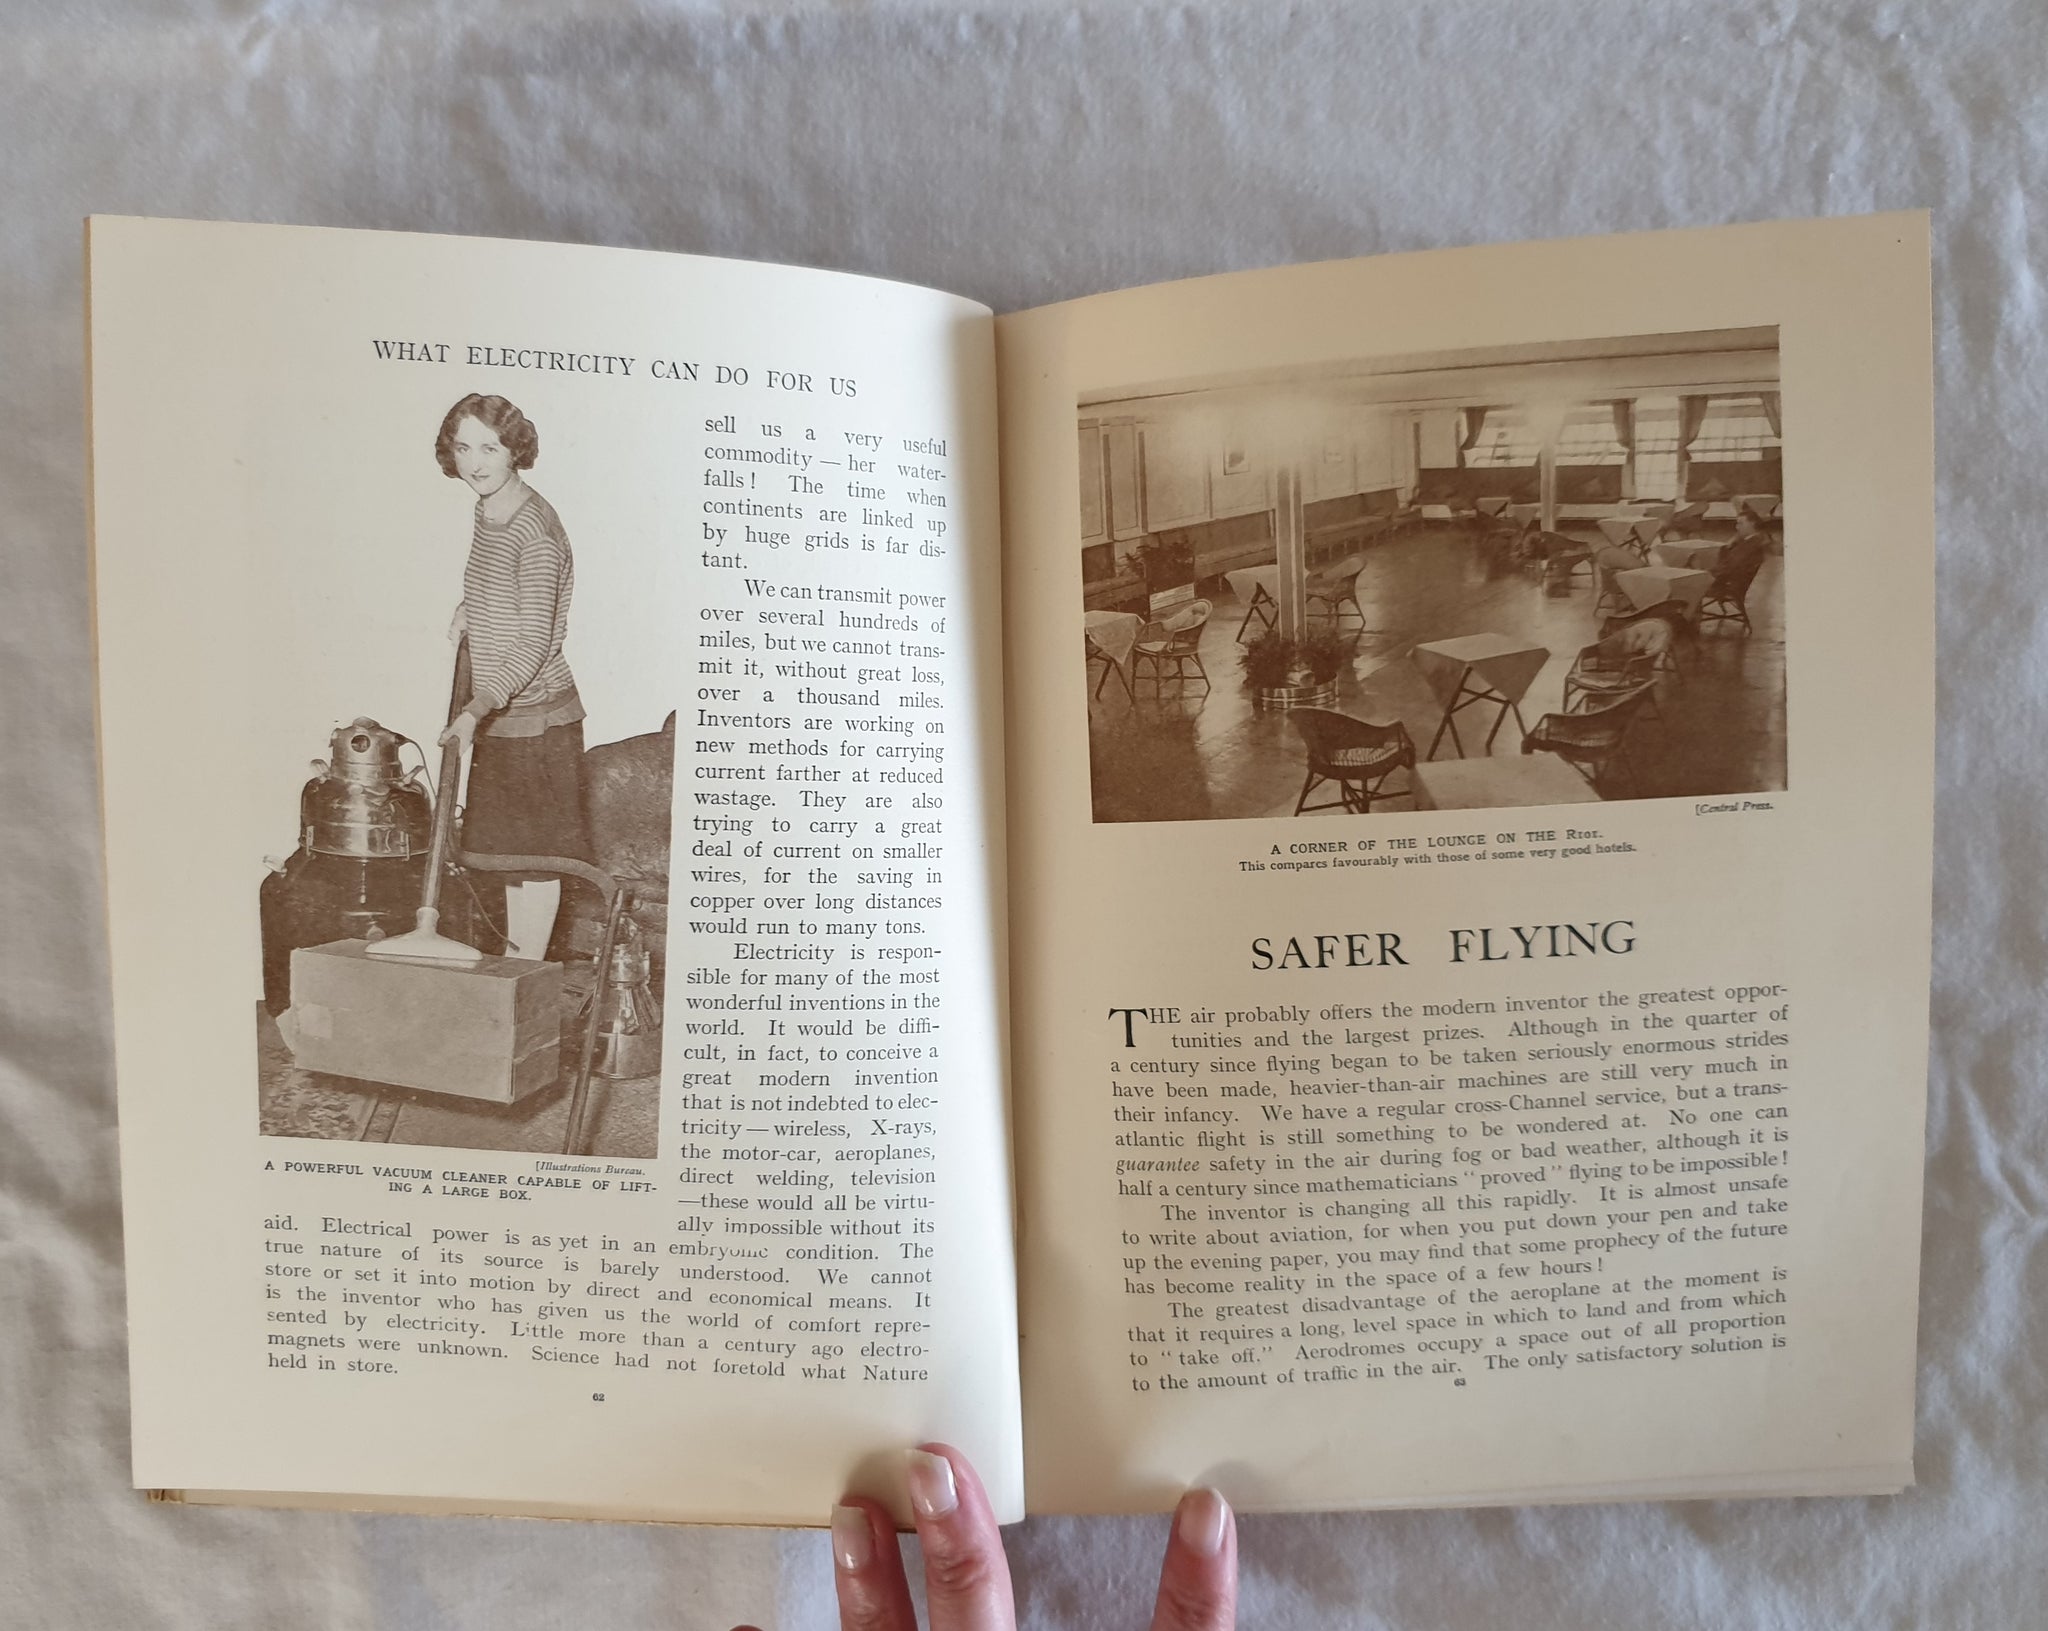 WHAT ELECTRICITY CAN DO FOR US
sell us a very useful
commodity — her water-
falls! The time when
continents are linked up
by huge grids is far dis-
tant.
We can transmit power
over several hundreds of
miles, but we cannot trans-
mit it, without great loss,
over a thousand miles.
Inventors are working on
new methods for carrying
current farther at reduced
wastage. They are also
trying to carry a great
deal of current on smaller
wires, for the saving in
copper over long distances
would run to many tons.
Electricity is respon-
sible for many of the most
wonderful inventions in the
world. It would be diffi-
cult, in fact, to conceive a
great modern invention
that is not indebted to elec-
tricity — wireless, X-rays,
the motor-car, aeroplanes,
direct welding, television
—these would all be virtu-
ally impossible without its
[Illustrations Bureau.
A POWERFUL VACUUM CLEANER CAPABLE OF LIFT-
ING A LARGE BOX.
aid. Electrical power is as yet in an embryonic condition. The
true nature of its source is barely understood. We cannot
store or set it into motion by direct and economical means. It
is the inventor who has given us the world of comfort repre-
sented by electricity. Little more than a century ago electro-
magnets were unknown. Science had not foretold what Nature
held in store.
62
[Central Press.
A CORNER OF THE LOUNGE ON THE R101.
This compares favourably with those of some very good hotels.
SAFER FLYING
THE air probably offers the modern inventor the greatest oppor-
tunities and the largest prizes. Although in the quarter of
a century since flying began to be taken seriously enormous strides
have been made, heavier-than-air machines are still very much in
their infancy. We have a regular cross-Channel service, but a trans-
atlantic flight is still something to be wondered at. No one can
guarantee safety in the air during fog or bad weather, although it is
half a century since mathematicians "proved" flying to be impossible!
The inventor is changing all this rapidly. It is almost unsafe
to write about aviation, for when you put down your pen and take
up the evening paper, you may find that some prophecy of the future
has become reality in the space of a few hours!
The greatest disadvantage of the aeroplane at the moment is
that it requires a long, level space in which to land and from which
to "take off." Aerodromes occupy a space out of all proportion
to the amount of traffic in the air. The only satisfactory solution is
63